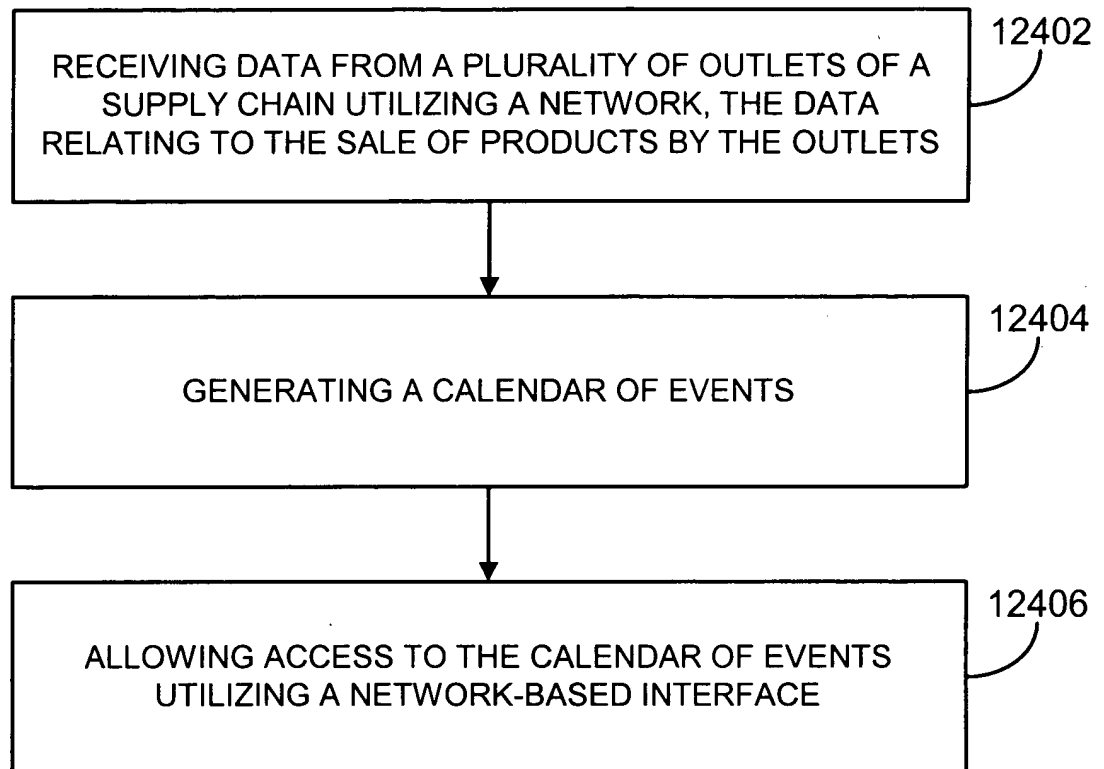 12402
RECEIVING DATA FROM A PLURALITY OF OUTLETS OF A
SUPPLY CHAIN UTILIZING A NETWORK, THE DATA
RELATING TO THE SALE OF PRODUCTS BY THE OUTLETS
12404
GENERATING A CALENDAR OF EVENTS
12406
ALLOWING ACCESS TO THE CALENDAR OF EVENTS
UTILIZING A NETWORK-BASED INTERFACE